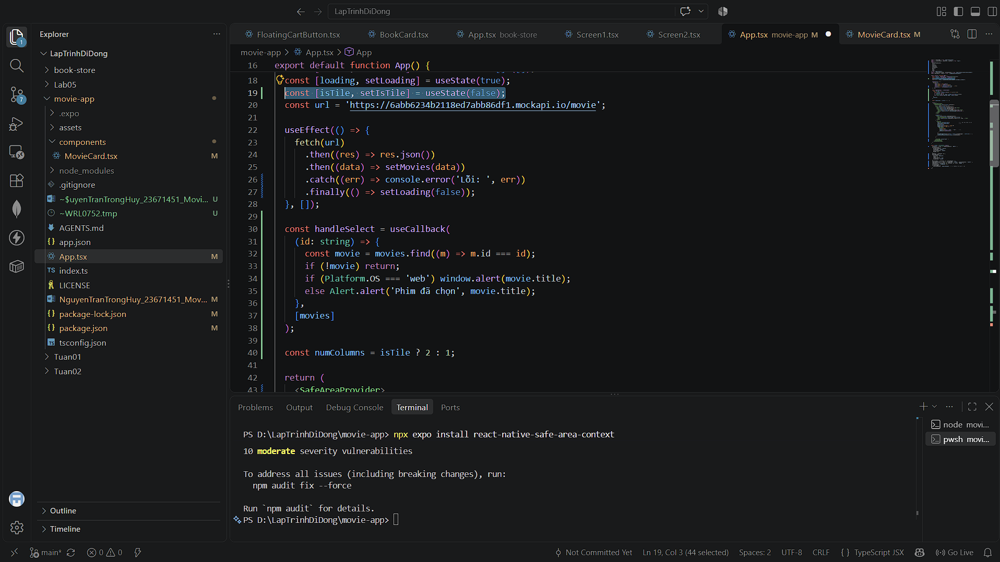 LapTrinhDiDong
Explorer
LapTrinhDiDong
book-store
Lab05
movie-app
.expo
assets
components
MovieCard.tsx M
node_modules
.gitignore
~$uyenTranTrongHuy_23671451_Movi... U
~WRL0752.tmp U
AGENTS.md
app.json
App.tsx M
index.ts
LICENSE
NguyenTranTrongHuy_23671451_Mov... M
package-lock.json M
package.json M
tsconfig.json
Tuan01
Tuan02
Outline
Timeline
1
7
FloatingCartButton.tsx BookCard.tsx App.tsx book-store Screen1.tsx Screen2.tsx App.tsx movie-app M MovieCard.tsx M
movie-app > App.tsx > App
16 export default function App() {
18 const [loading, setLoading] = useState(true);
19 const [isTile, setIsTile] = useState(false);
20 const url = 'https://6abb6234b2118ed7abb86df1.mockapi.io/movie';
21
22 useEffect(() => {
23 fetch(url)
24 .then((res) => res.json())
25 .then((data) => setMovies(data))
26 .catch((err) => console.error('Lỗi: ', err))
27 .finally(() => setLoading(false));
28 }, []);
29
30 const handleSelect = useCallback(
31 (id: string) => {
32 const movie = movies.find((m) => m.id === id);
33 if (!movie) return;
34 if (Platform.OS === 'web') window.alert(movie.title);
35 else Alert.alert('Phim đã chọn', movie.title);
36 },
37 [movies]
38 );
39
40 const numColumns = isTile ? 2 : 1;
41
42 return (
43 <SafeAreaProvider>
Problems Output Debug Console Terminal Ports
PS D:\LapTrinhDiDong\movie-app> npx expo install react-native-safe-area-context
10 moderate severity vulnerabilities
To address all issues (including breaking changes), run:
npm audit fix --force
Run `npm audit` for details.
PS D:\LapTrinhDiDong\movie-app>
node movi...
pwsh movi...
main* 0 0 Not Committed Yet Ln 19, Col 3 (44 selected) Spaces: 2 UTF-8 CRLF { } TypeScript JSX Go Live